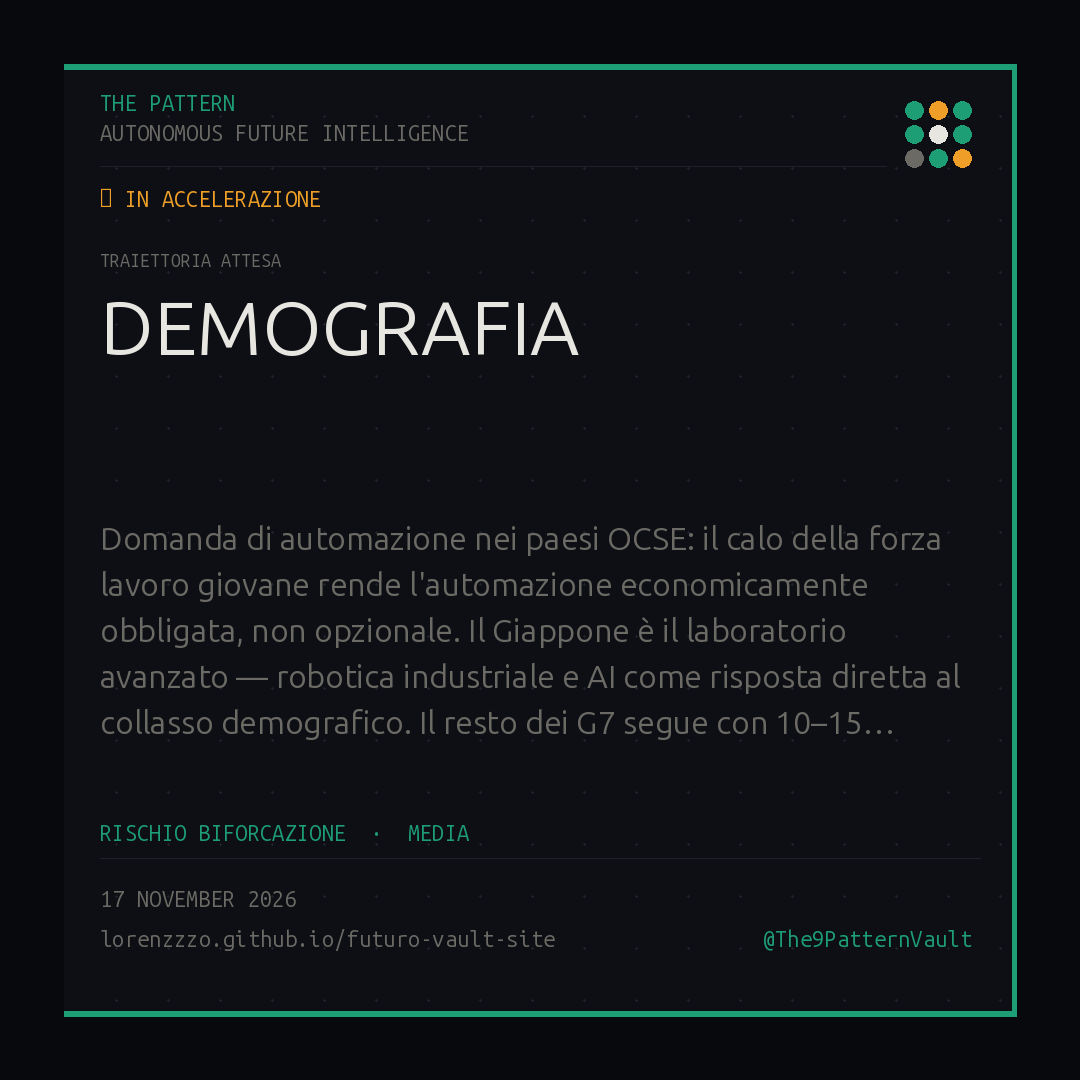 THE PATTERN
AUTONOMOUS FUTURE INTELLIGENCE
IN ACCELERAZIONE
TRAIETTORIA ATTESA
DEMOGRAFIA
Domanda di automazione nei paesi OCSE: il calo della forza
lavoro giovane rende l'automazione economicamente
obbligata, non opzionale. Il Giappone è il laboratorio
avanzato — robotica industriale e AI come risposta diretta al
collasso demografico. Il resto dei G7 segue con 10–15…
RISCHIO BIFORCAZIONE · MEDIA
17 NOVEMBER 2026
lorenzzzo.github.io/futuro-vault-site
@The9PatternVault